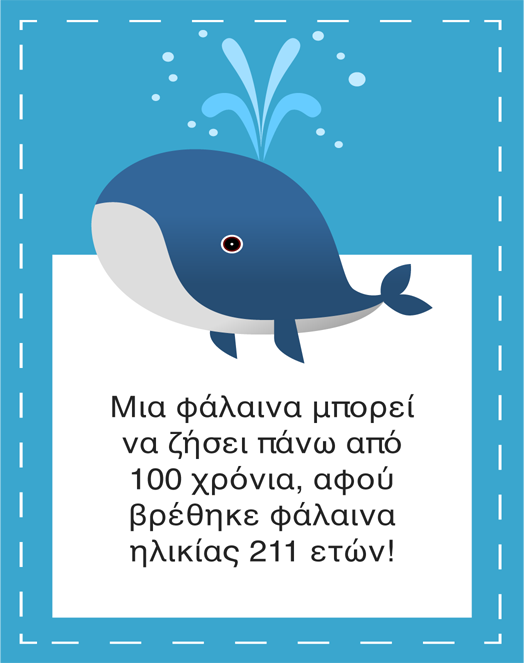 Μια φάλαινα μπορεί
να ζήσει πάνω από
100 χρόνια, αφού
βρέθηκε φάλαινα
ηλικίας 211 ετών!